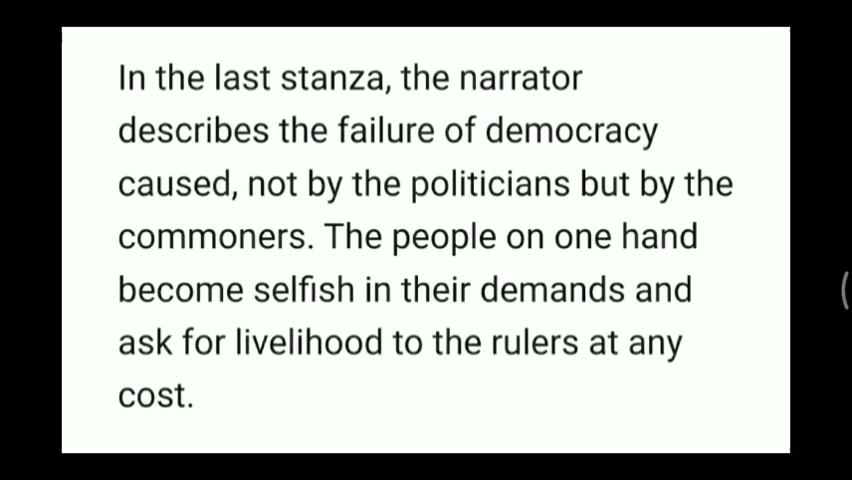 In the last stanza, the narrator
describes the failure of democracy
caused, not by the politicians but by the
commoners. The people on one hand
become selfish in their demands and
ask for livelihood to the rulers at any
cost.